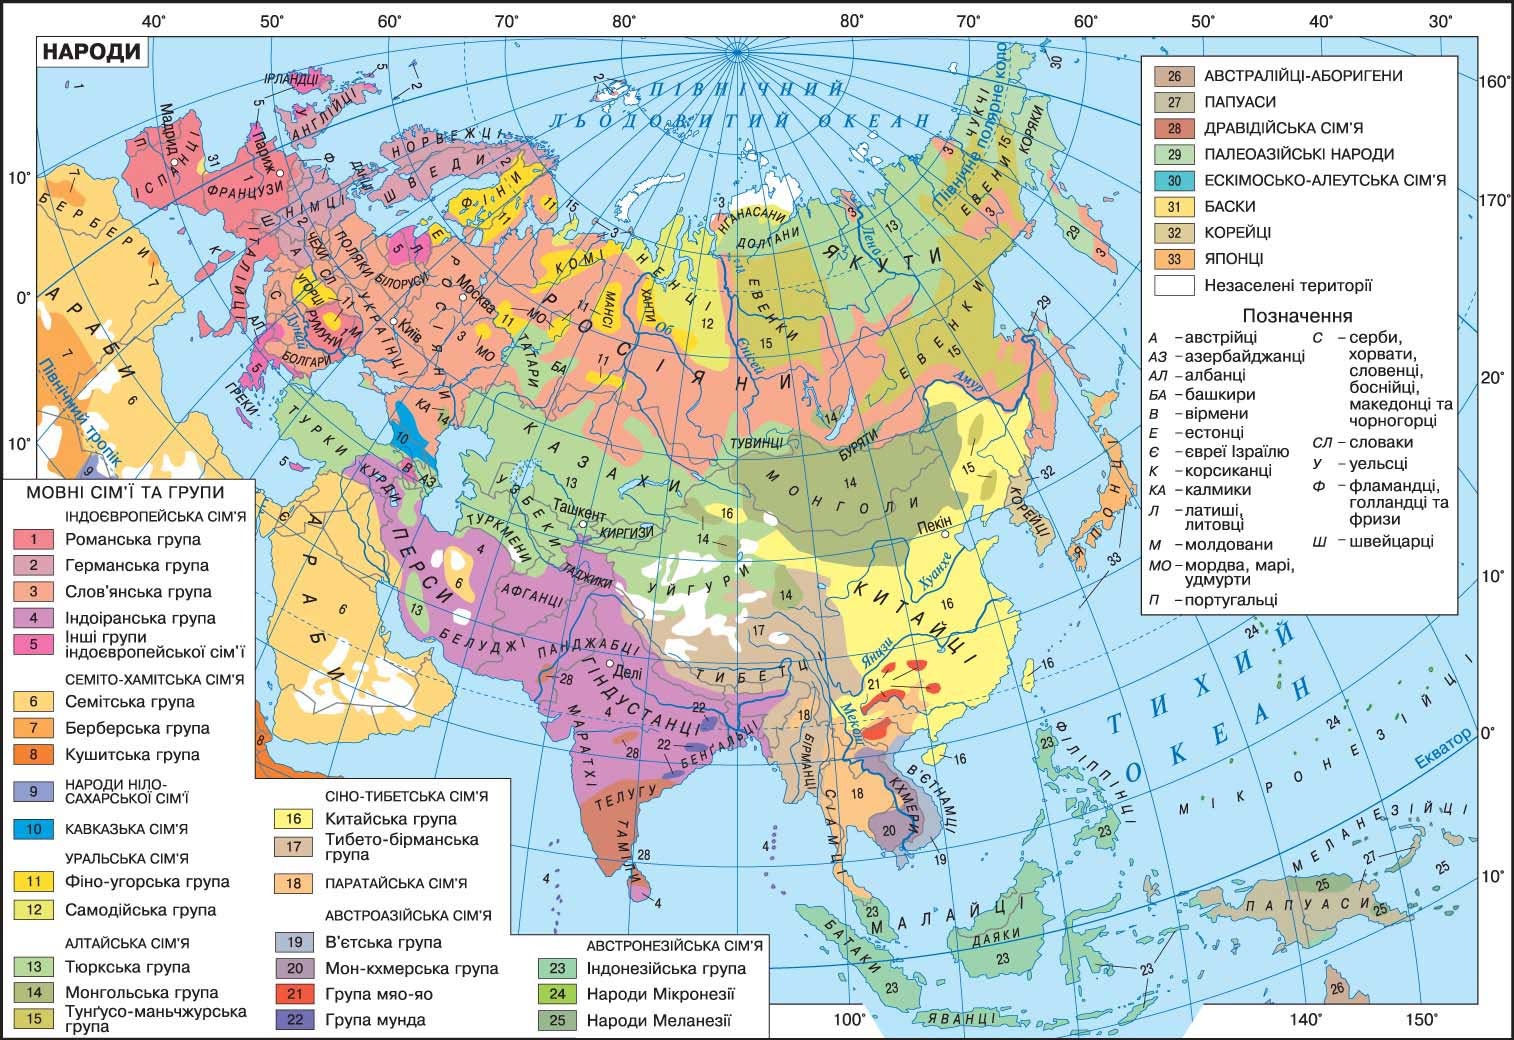 40° 50° 60° 70° 80° 80° 70° 60° 50° 40° 30°
НАРОДИ
160°
170°
20°
10°
0°
10°
10°
0°
10°
100° 140° 150°
ПІВНІЧНИЙ
ЛЬОДОВИТИЙ ОКЕАН
Північне полярне коло
Північний тропік
ТИХИЙ
ОКЕАН
Екватор
ІРЛАНДЦІ
АНГЛІЙЦІ
НОРВЕЖЦІ
ШВЕДИ
ДАНЦІ
ФІНИ
Мадрид
Париж
ІСПАНЦІ
ФРАНЦУЗИ
НІМЦІ
ІТАЛІЙЦІ
ЧЕХИ
СЛ
ПОЛЯКИ
БІЛОРУСИ
УГОРЦІ
РУМУНИ
УКРАЇНЦІ
БОЛГАРИ
АЛ
ГРЕКИ
Дунай
Київ
Москва
РОСІЯНИ
РОСІЯНИ
КОМІ
НЕНЦІ
МАНСІ
ХАНТИ
МО
МО
ТАТАРИ
БА
КА
Об
Єнісей
Лена
Амур
НГАНАСАНИ
ДОЛГАНИ
ЯКУТИ
ЕВЕНКИ
ЕВЕНКИ
ЕВЕНИ
ЧУКЧІ
КОРЯКИ
БЕРБЕРИ
АРАБИ
АРАБИ
ТУРКИ
КУРДИ
АЗ
ПЕРСИ
КАЗАХИ
УЗБЕКИ
ТУРКМЕНИ
Ташкент
КИРГИЗИ
ТАДЖИКИ
АФГАНЦІ
БЕЛУДЖІ
ПАНДЖАБЦІ
Делі
ГІНДУСТАНЦІ
МАРАТХІ
БЕНГАЛЬЦІ
ТЕЛУГУ
ТАМІЛИ
ТУВИНЦІ
БУРЯТИ
МОНГОЛИ
УЙГУРИ
ТИБЕТЦІ
КИТАЙЦІ
Пекін
Хуанхе
Янцзи
Меконг
КОРЕЙЦІ
ЯПОНЦІ
БІРМАНЦІ
СІАМЦІ
КХМЕРИ
В'ЄТНАМЦІ
ФІЛІППІНЦІ
МАЛАЙЦІ
БАТАКИ
ДАЯКИ
ЯВАНЦІ
МІКРОНЕЗІЙЦІ
МЕЛАНЕЗІЙЦІ
ПАПУАСИ
26 АВСТРАЛІЙЦІ-АБОРИГЕНИ
27 ПАПУАСИ
28 ДРАВІДІЙСЬКА СІМ'Я
29 ПАЛЕОАЗІЙСЬКІ НАРОДИ
30 ЕСКІМОСЬКО-АЛЕУТСЬКА СІМ'Я
31 БАСКИ
32 КОРЕЙЦІ
33 ЯПОНЦІ
Незаселені території
Позначення
А – австрійці
АЗ – азербайджанці
АЛ – албанці
БА – башкири
В – вірмени
Е – естонці
Є – євреї Ізраїлю
К – корсиканці
КА – калмики
Л – латиші,
литовці
М – молдовани
МО – мордва, марі,
удмурти
П – португальці
С – серби,
хорвати,
словенці,
боснійці,
македонці та
чорногорці
СЛ – словаки
У – уельсці
Ф – фламандці,
голландці та
фризи
Ш – швейцарці
МОВНІ СІМ'Ї ТА ГРУПИ
ІНДОЄВРОПЕЙСЬКА СІМ'Я
1 Романська група
2 Германська група
3 Слов'янська група
4 Індоіранська група
5 Інші групи
індоєвропейської сім'ї
СЕМІТО-ХАМІТСЬКА СІМ'Я
6 Семітська група
7 Берберська група
8 Кушитська група
9 НАРОДИ НІЛО-
САХАРСЬКОЇ СІМ'Ї
10 КАВКАЗЬКА СІМ'Я
УРАЛЬСЬКА СІМ'Я
11 Фіно-угорська група
12 Самодійська група
АЛТАЙСЬКА СІМ'Я
13 Тюркська група
14 Монгольська група
15 Тунґусо-маньчжурська
група
СІНО-ТИБЕТСЬКА СІМ'Я
16 Китайська група
17 Тибето-бірманська
група
18 ПАРАТАЙСЬКА СІМ'Я
АВСТРОАЗІЙСЬКА СІМ'Я
19 В'єтська група
20 Мон-кхмерська група
21 Група мяо-яо
22 Група мунда
АВСТРОНЕЗІЙСЬКА СІМ'Я
23 Індонезійська група
24 Народи Мікронезії
25 Народи Меланезії